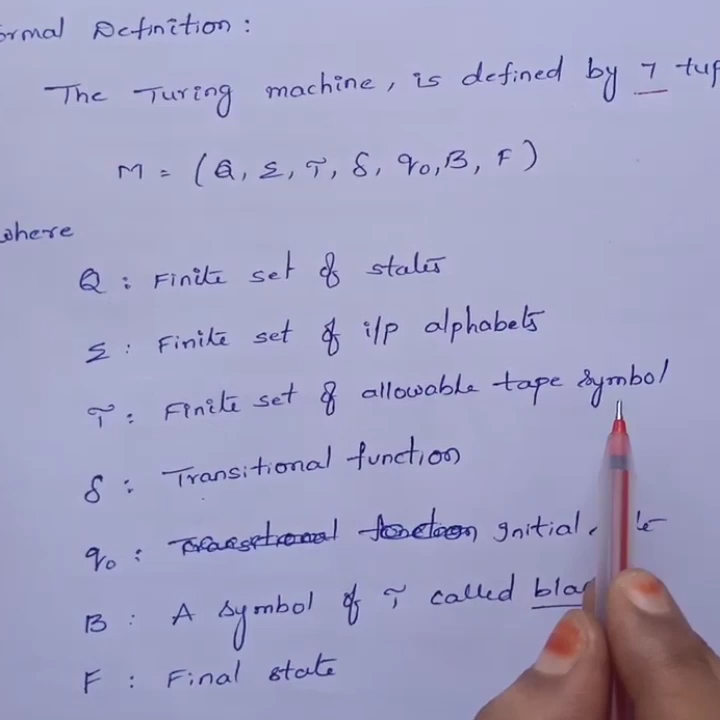 ormal Definition:
The Turing machine, is defined by 7 tup
M = (Q, Σ, T, δ, q0, B, F)
where
Q : Finite set of states
Σ : Finite set of i/p alphabets
T : Finite set of allowable tape symbol
δ : Transitional function
q0 : Transitional function Initial
B : A symbol of T called bla
F : Final state